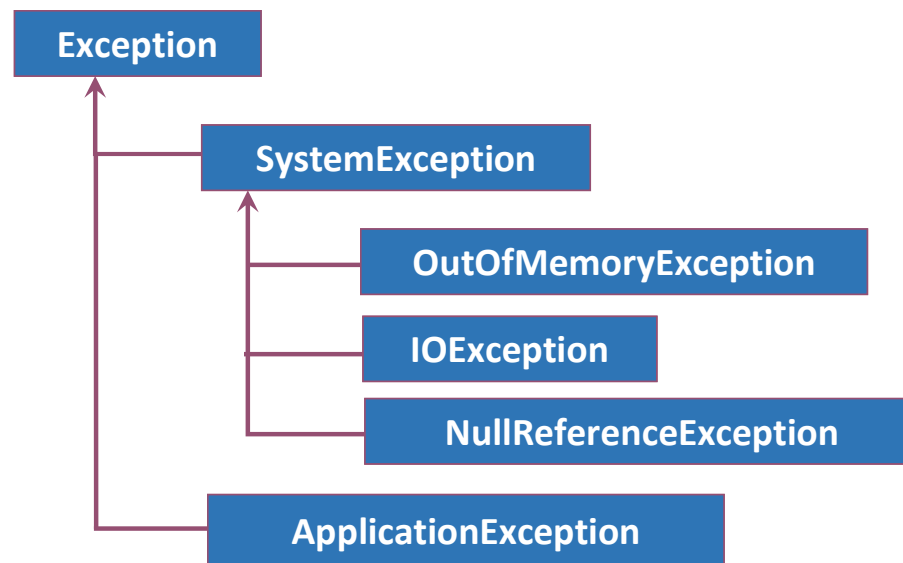 Exception
SystemException
OutOfMemoryException
IOException
NullReferenceException
ApplicationException